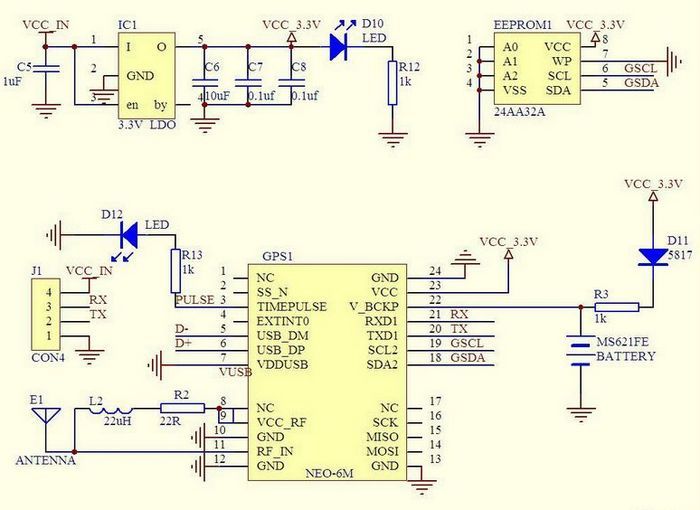 VCC_IN
C5
1uF
IC1
1 I O 5
2 GND
3 en by 4
3.3V LDO
C6
10uF
C7
0.1uf
C8
0.1uf
VCC_3.3V
D10
LED
R12
1k
EEPROM1
VCC_3.3V
1 A0 VCC 8
2 A1 WP 7
3 A2 SCL 6 GSCL
4 VSS SDA 5 GSDA
24AA32A
D12
LED
R13
1k
J1
VCC_IN
4
3 RX
2 TX
1
CON4
GPS1
VCC_3.3V
1 NC GND 24
2 SS_N VCC 23
PULSE 3 TIMEPULSE V_BCKP 22
4 EXTINT0 RXD1 21 RX
D- 5 USB_DM TXD1 20 TX
D+ 6 USB_DP SCL2 19 GSCL
7 VDDUSB SDA2 18 GSDA
VUSB
8 NC NC 17
9 VCC_RF SCK 16
10 GND MISO 15
11 RF_IN MOSI 14
12 GND GND 13
NEO-6M
VCC_3.3V
D11
5817
R3
1k
MS621FE
BATTERY
E1
ANTENNA
L2
22uH
R2
22R